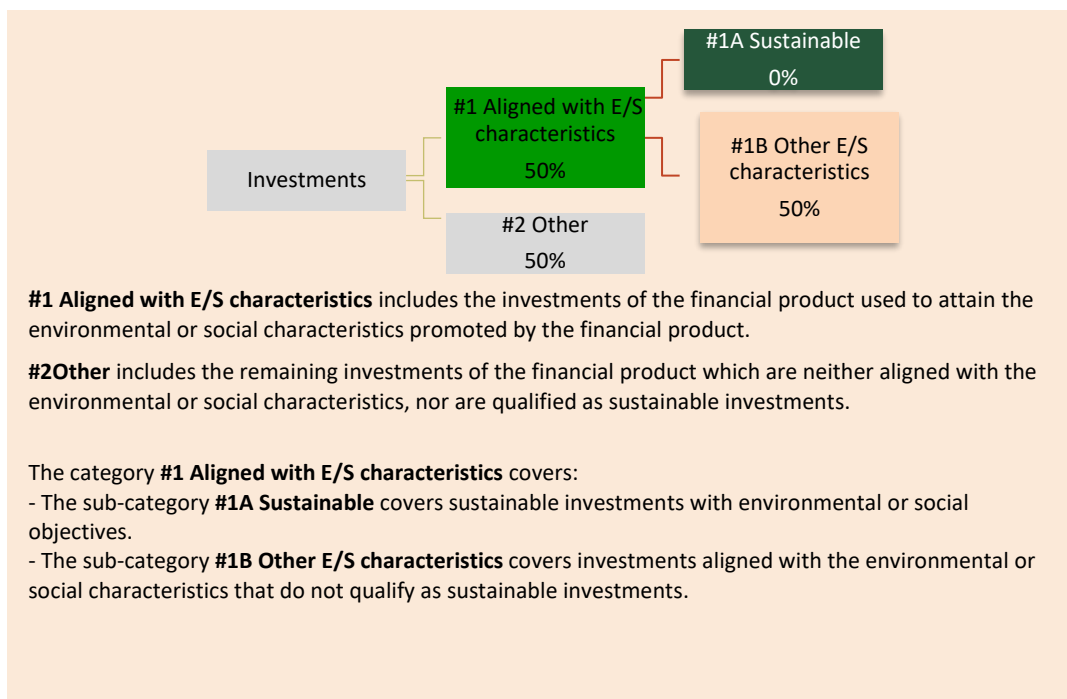 #1A Sustainable
0%
#1 Aligned with E/S
characteristics
50%
#1B Other E/S
characteristics
50%
Investments
#2 Other
50%
#1 Aligned with E/S characteristics includes the investments of the financial product used to attain the
environmental or social characteristics promoted by the financial product.
#2Other includes the remaining investments of the financial product which are neither aligned with the
environmental or social characteristics, nor are qualified as sustainable investments.
The category #1 Aligned with E/S characteristics covers:
- The sub-category #1A Sustainable covers sustainable investments with environmental or social
objectives.
- The sub-category #1B Other E/S characteristics covers investments aligned with the environmental or
social characteristics that do not qualify as sustainable investments.